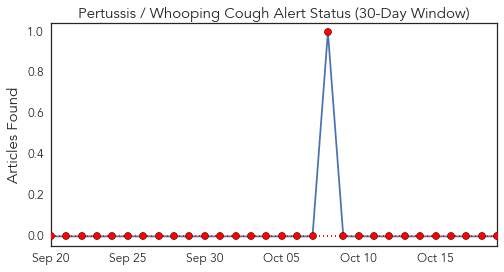 Pertussis / Whooping Cough Alert Status (30-Day Window)
Articles Found
1.0
0.8
0.6
0.4
0.2
0.0
Sep 20 Sep 25 Sep 30 Oct 05 Oct 10 Oct 15